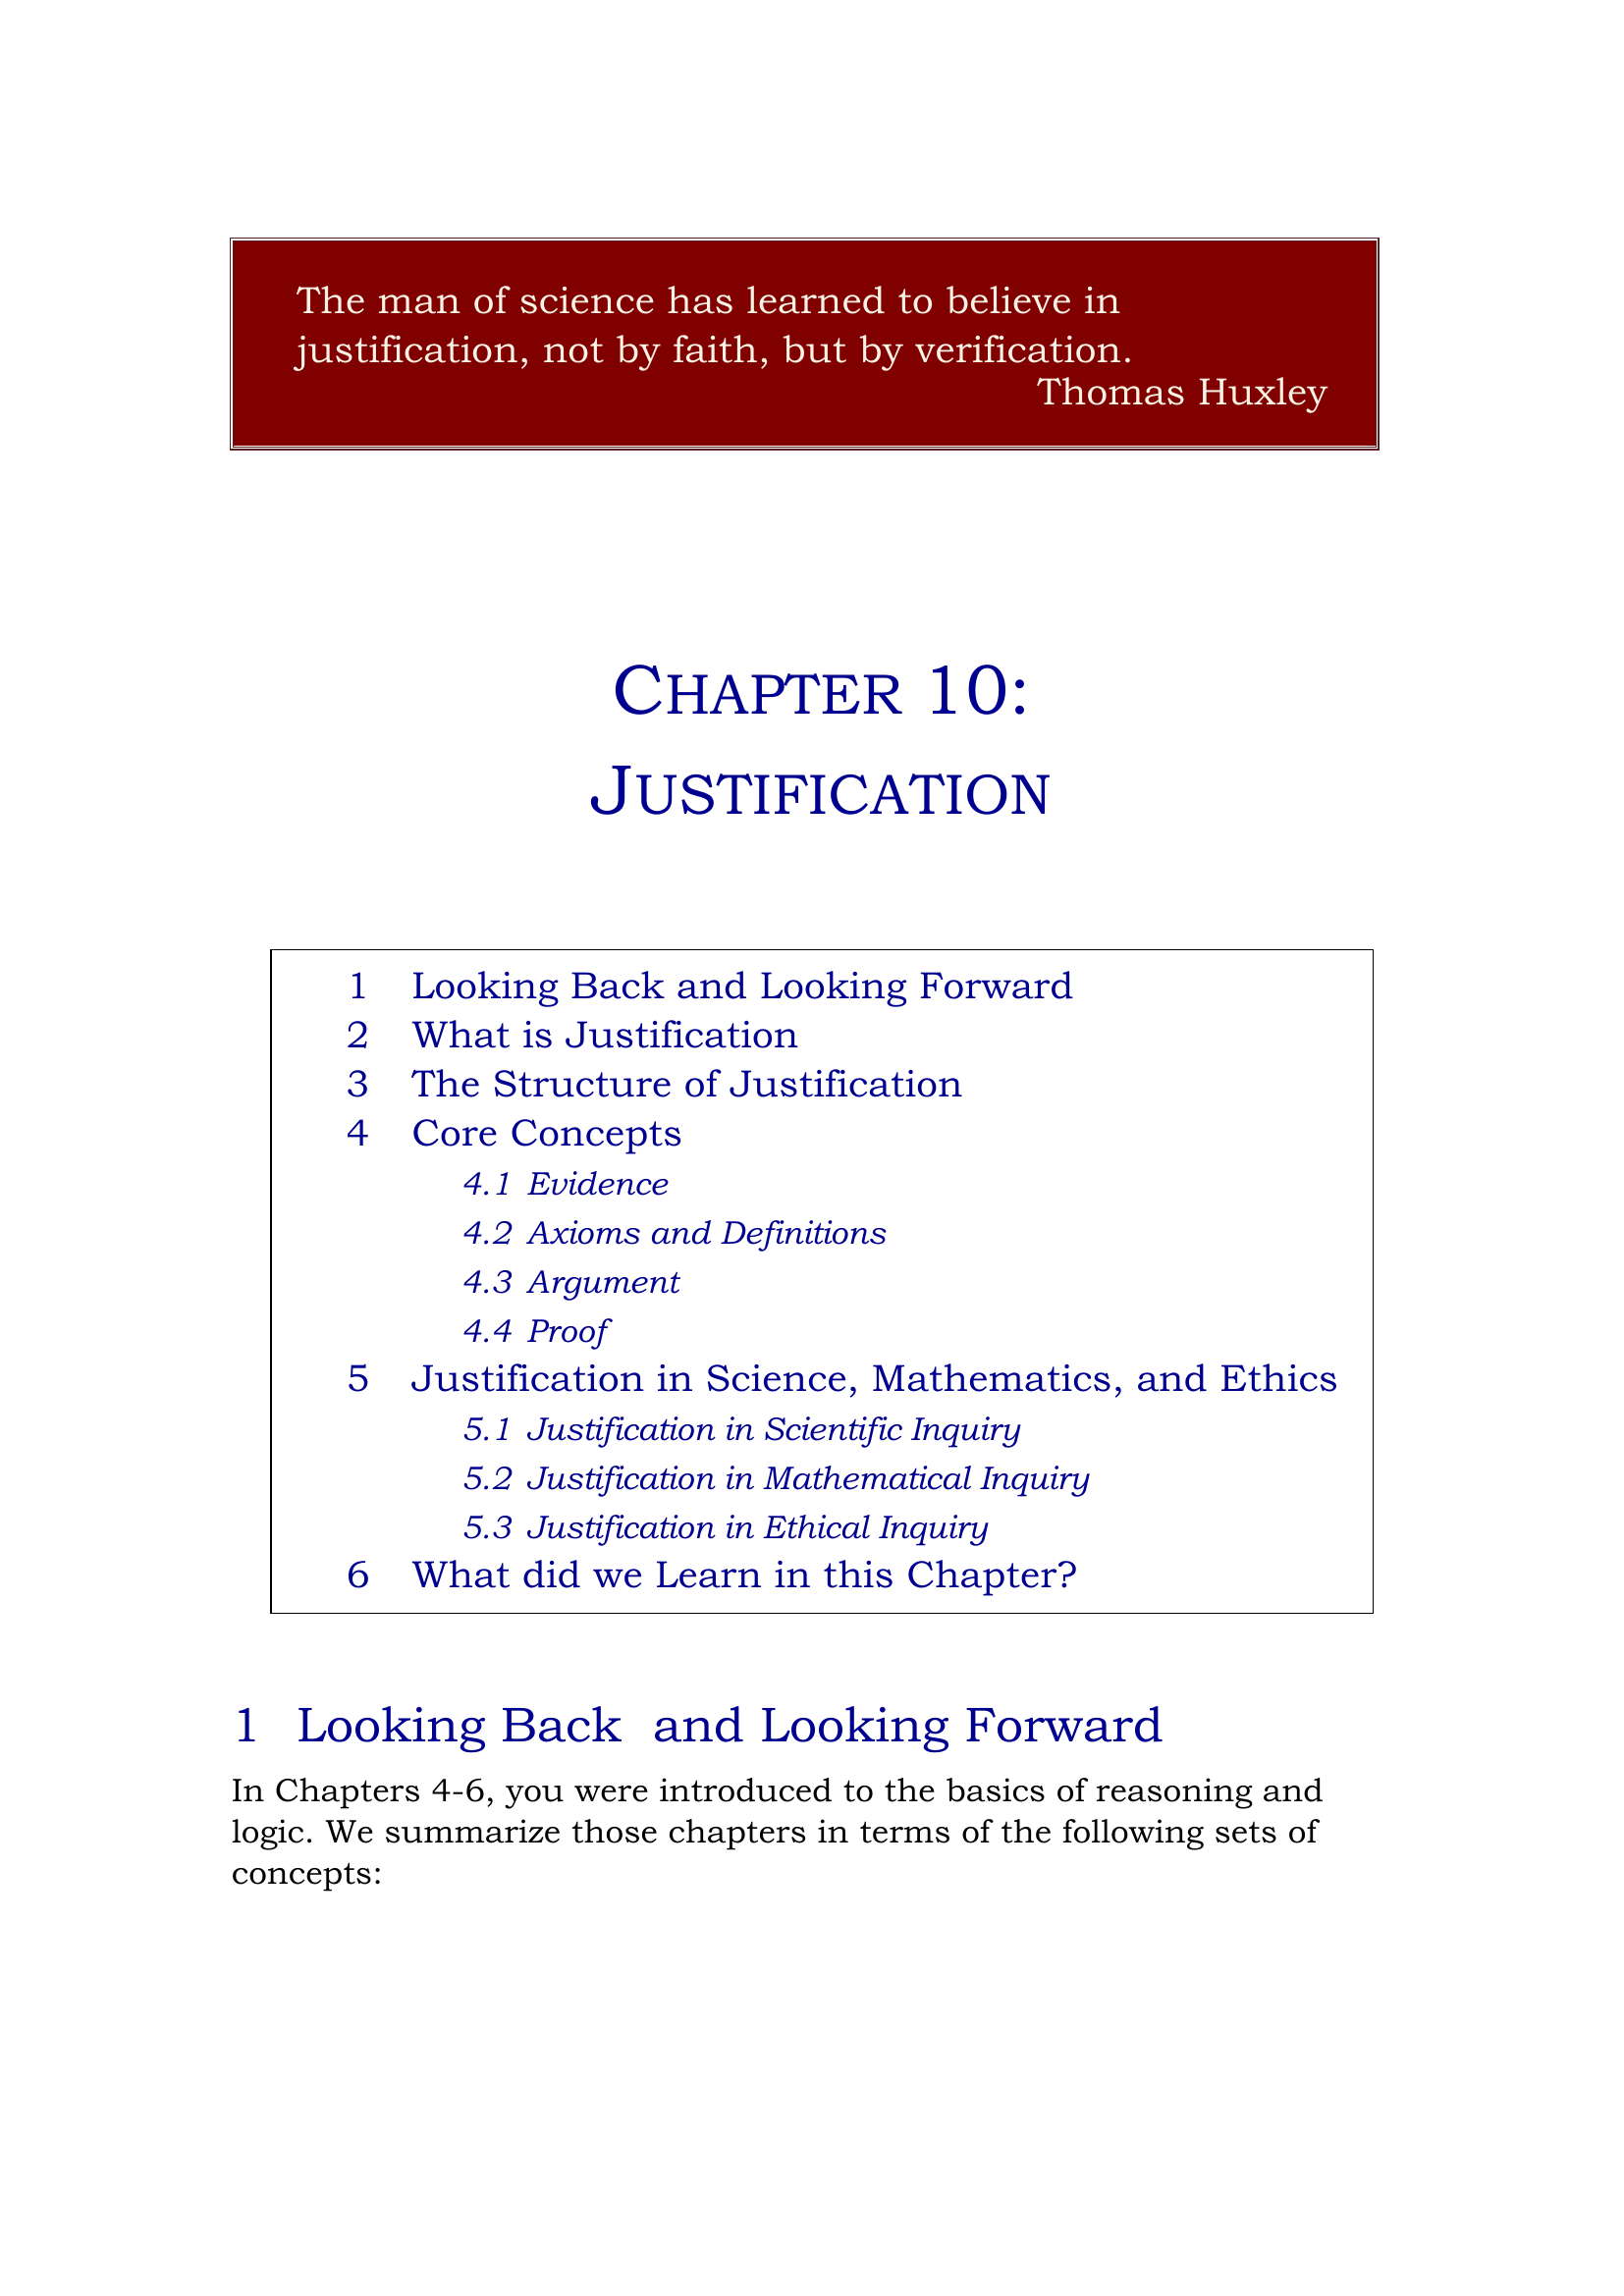 The man of science has learned to believe in
justification, not by faith, but by verification.
Thomas Huxley
CHAPTER 10:
JUSTIFICATION
1 Looking Back and Looking Forward
2 What is Justification
3 The Structure of Justification
4 Core Concepts
4.1 Evidence
4.2 Axioms and Definitions
4.3 Argument
4.4 Proof
5 Justification in Science, Mathematics, and Ethics
5.1 Justification in Scientific Inquiry
5.2 Justification in Mathematical Inquiry
5.3 Justification in Ethical Inquiry
6 What did we Learn in this Chapter?
1 Looking Back and Looking Forward
In Chapters 4-6, you were introduced to the basics of reasoning and
logic. We summarize those chapters in terms of the following sets of
concepts: